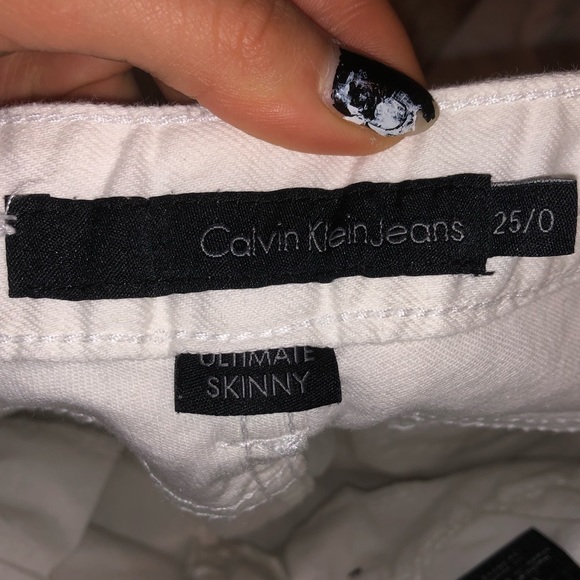 Calvin Klein Jeans 25/0
ULTIMATE
SKINNY